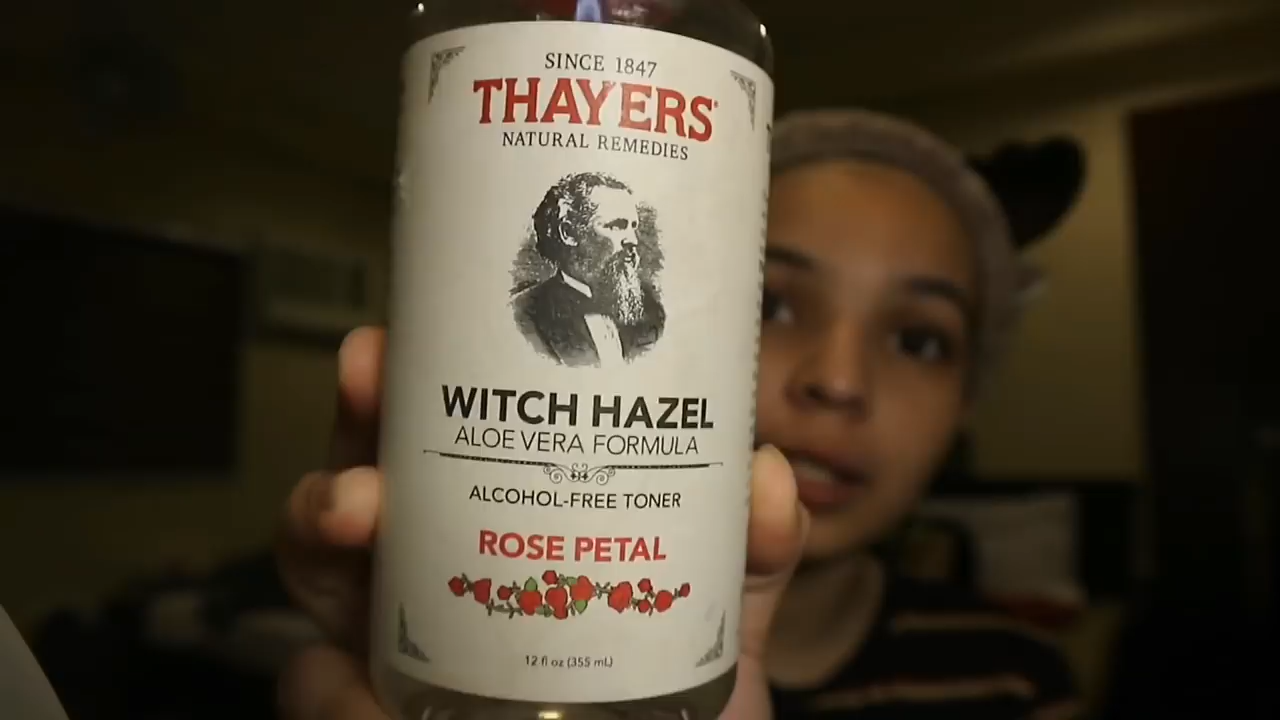 SINCE 1847
THAYERS
NATURAL REMEDIES
WITCH HAZEL
ALOE VERA FORMULA
ALCOHOL-FREE TONER
ROSE PETAL
12 fl oz (355 mL)